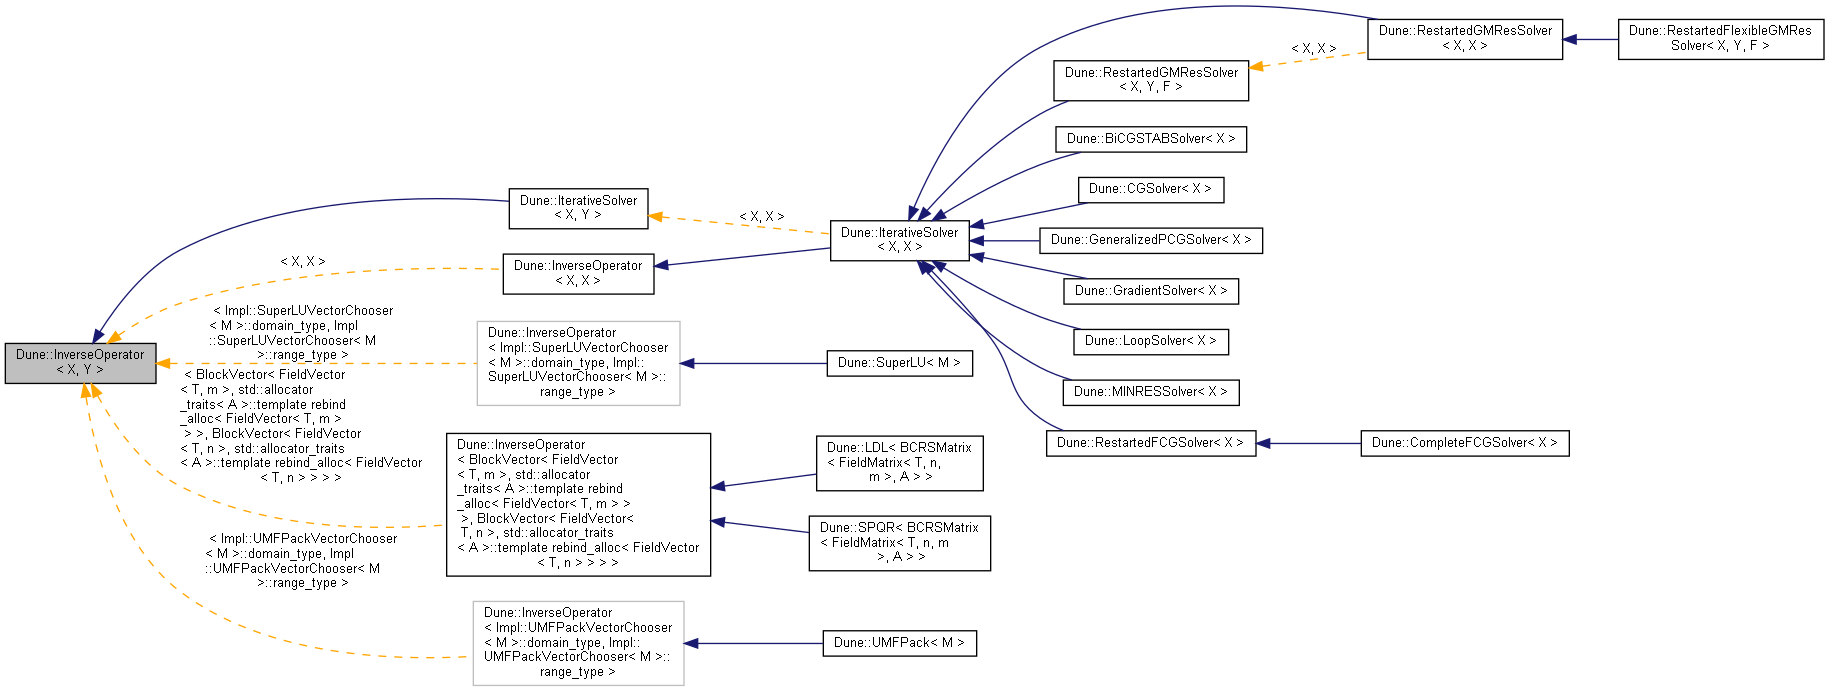 Dune::InverseOperator
< X, Y >
< X, X >
< Impl::SuperLUVectorChooser
< M >::domain_type, Impl
::SuperLUVectorChooser< M
>::range_type >
< BlockVector< FieldVector
< T, m >, std::allocator
_traits< A >::template rebind
_alloc< FieldVector< T, m >
> >, BlockVector< FieldVector
< T, n >, std::allocator_traits
< A >::template rebind_alloc< FieldVector
< T, n > > > >
< Impl::UMFPackVectorChooser
< M >::domain_type, Impl
::UMFPackVectorChooser< M
>::range_type >
Dune::IterativeSolver
< X, Y >
Dune::InverseOperator
< X, X >
Dune::InverseOperator
< Impl::SuperLUVectorChooser
< M >::domain_type, Impl::
SuperLUVectorChooser< M >::
range_type >
Dune::InverseOperator
< BlockVector< FieldVector
< T, m >, std::allocator
_traits< A >::template rebind
_alloc< FieldVector< T, m > >
>, BlockVector< FieldVector<
T, n >, std::allocator_traits
< A >::template rebind_alloc< FieldVector
< T, n > > > >
Dune::InverseOperator
< Impl::UMFPackVectorChooser
< M >::domain_type, Impl::
UMFPackVectorChooser< M >::
range_type >
< X, X >
Dune::IterativeSolver
< X, X >
Dune::SuperLU< M >
Dune::LDL< BCRSMatrix
< FieldMatrix< T, n,
m >, A > >
Dune::SPQR< BCRSMatrix
< FieldMatrix< T, n, m
>, A > >
Dune::UMFPack< M >
Dune::RestartedGMResSolver
< X, Y, F >
Dune::BiCGSTABSolver< X >
Dune::CGSolver< X >
Dune::GeneralizedPCGSolver< X >
Dune::GradientSolver< X >
Dune::LoopSolver< X >
Dune::MINRESSolver< X >
Dune::RestartedFCGSolver< X >
< X, X >
Dune::RestartedGMResSolver
< X, X >
Dune::CompleteFCGSolver< X >
Dune::RestartedFlexibleGMRes
Solver< X, Y, F >